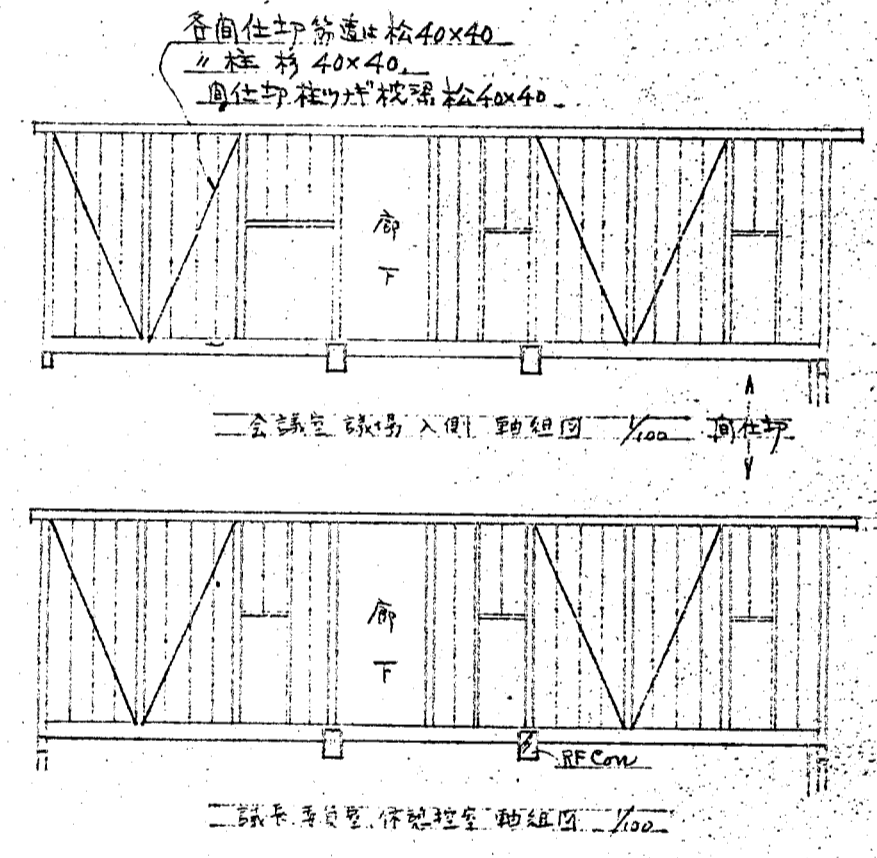 各間仕切筋違は松40×40
〃 柱 杉 40×40
間仕切柱ツナギ枕梁松40×40
廊
下
会議室 議場入側 軸組図 1/100
間仕切
廊
下
RF Con
議長委員室、休憩控室 軸組図 1/100